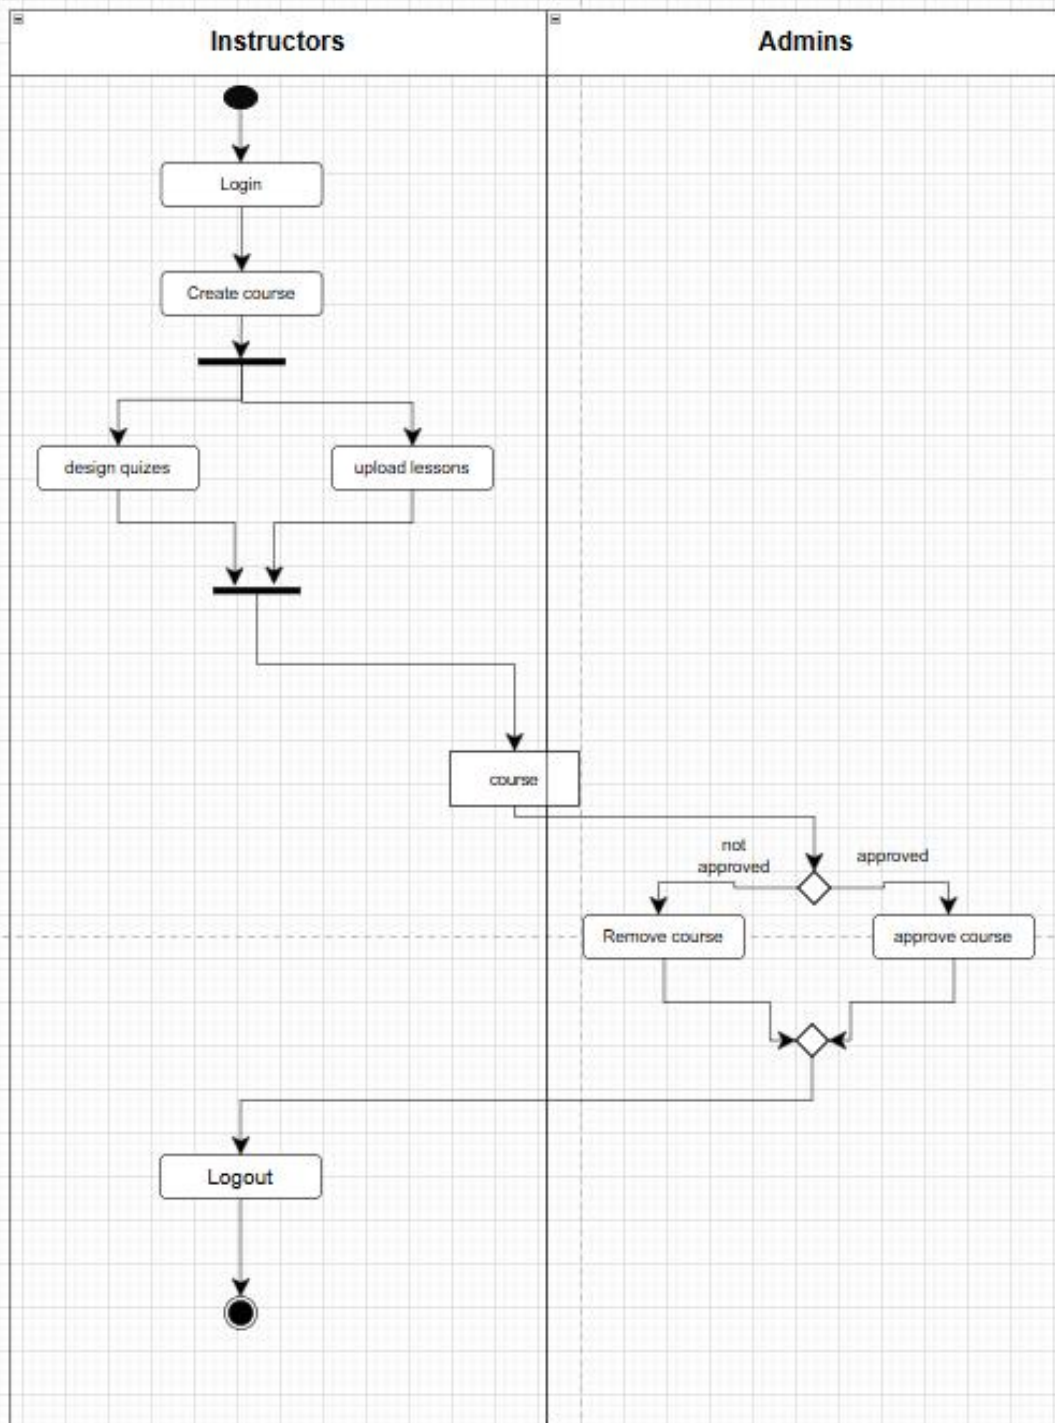 Instructors
Admins
Login
Create course
design quizes
upload lessons
course
not
approved
approved
Remove course
approve course
Logout